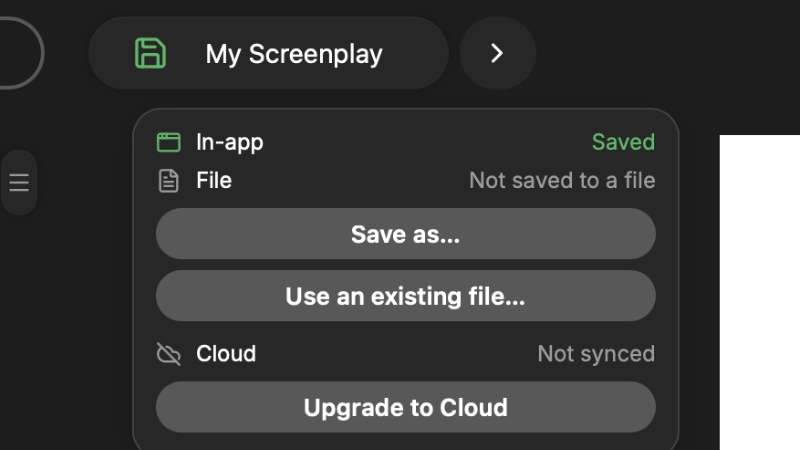 My Screenplay
In-app Saved
File Not saved to a file
Save as...
Use an existing file...
Cloud Not synced
Upgrade to Cloud